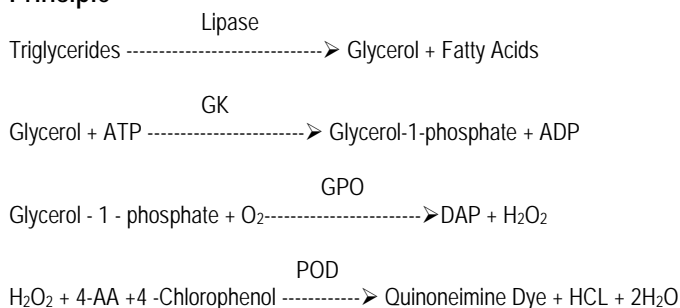 Lipase
Triglycerides ------------------------------➢ Glycerol + Fatty Acids
GK
Glycerol + ATP ------------------------➢ Glycerol-1-phosphate + ADP
GPO
Glycerol - 1 - phosphate + O₂------------------------➢DAP + H₂O₂
POD
H₂O₂ + 4-AA +4 -Chlorophenol ------------➢ Quinoneimine Dye + HCL + 2H₂O